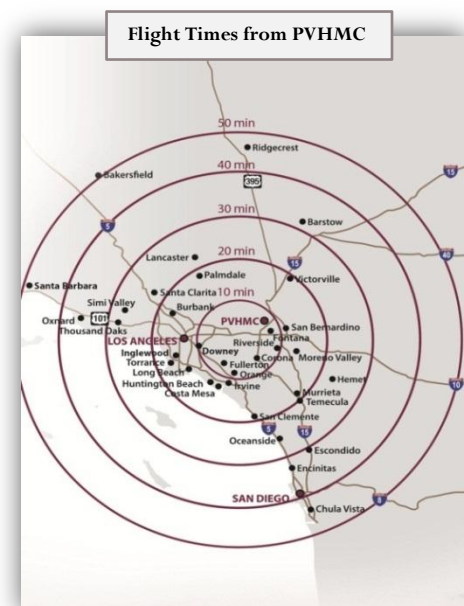 Flight Times from PVHMC
50 min
Ridgecrest
40 min
Bakersfield
395
15
30 min
Barstow
5
40
Lancaster
20 min
15
Palmdale
Victorville
Santa Barbara
Santa Clarita
Simi Valley
10 min
Burbank
Oxnard
101
PVHMC
San Bernardino
Thousand Oaks
Fontana
LOS ANGELES
Riverside
Inglewood
Downey
Corona
Moreno Valley
Torrance
Fullerton
Long Beach
Orange
Hemet
10
Huntington Beach
Irvine
Costa Mesa
Murrieta
Temecula
San Clemente
5
15
10
Oceanside
Escondido
Encinitas
SAN DIEGO
8
Chula Vista